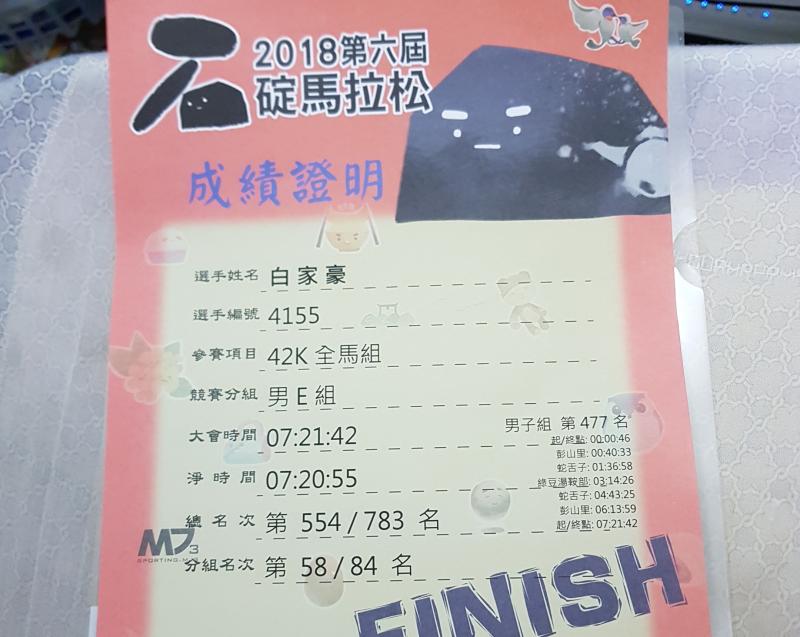 石
2018第六屆
碇馬拉松
成績證明
選手姓名 白家豪
選手編號 4155
參賽項目 42K 全馬組
競賽分組 男 E 組
大會時間 07:21:42
男子組 第 477 名
起/終點: 00:00:46
彭山里: 00:40:33
淨時間 07:20:55
蛇舌子: 01:36:58
綠豆湯鞍部: 03:14:26
蛇舌子: 04:43:25
總名次 第 554 / 783 名
彭山里: 06:13:59
起/終點: 07:21:42
分組名次 第 58 / 84 名
FINISH